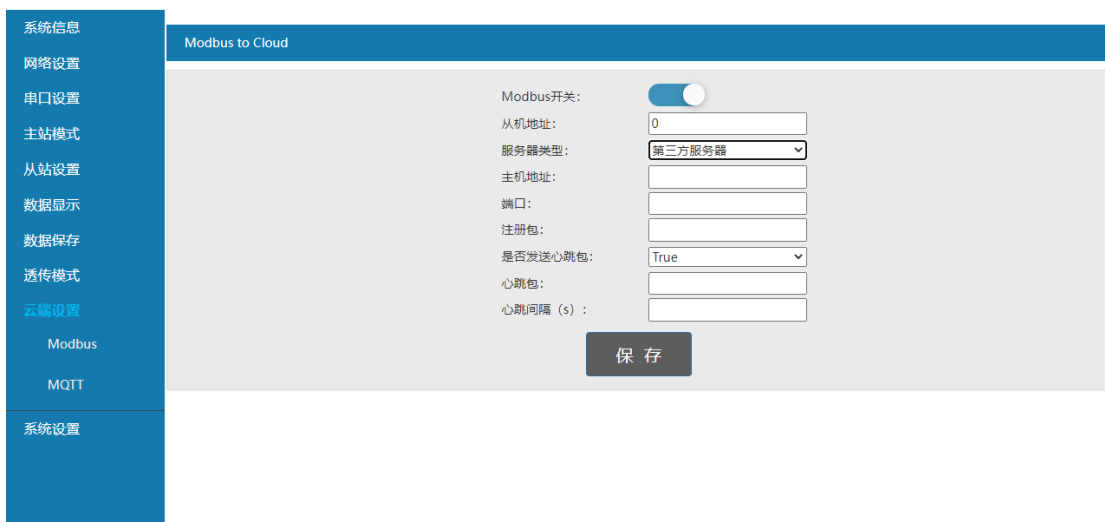 系统信息
网络设置
串口设置
主站模式
从站设置
数据显示
数据保存
透传模式
云端设置
Modbus
MQTT
系统设置
Modbus to Cloud
Modbus开关：
从机地址： 0
服务器类型： 第三方服务器
主机地址：
端口：
注册包：
是否发送心跳包： True
心跳包：
心跳间隔（s）：
保 存